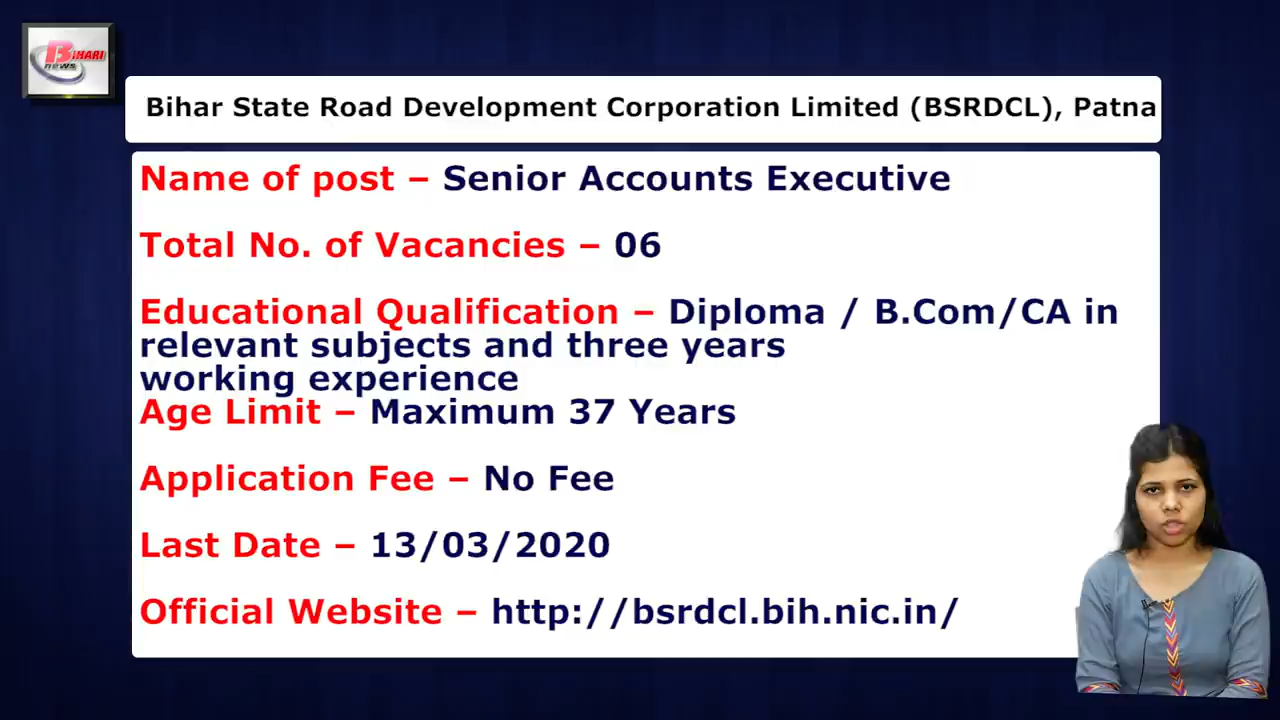 BIHARI
news
Bihar State Road Development Corporation Limited (BSRDCL), Patna
Name of post – Senior Accounts Executive
Total No. of Vacancies – 06
Educational Qualification – Diploma / B.Com/CA in
relevant subjects and three years
working experience
Age Limit – Maximum 37 Years
Application Fee – No Fee
Last Date – 13/03/2020
Official Website – http://bsrdcl.bih.nic.in/